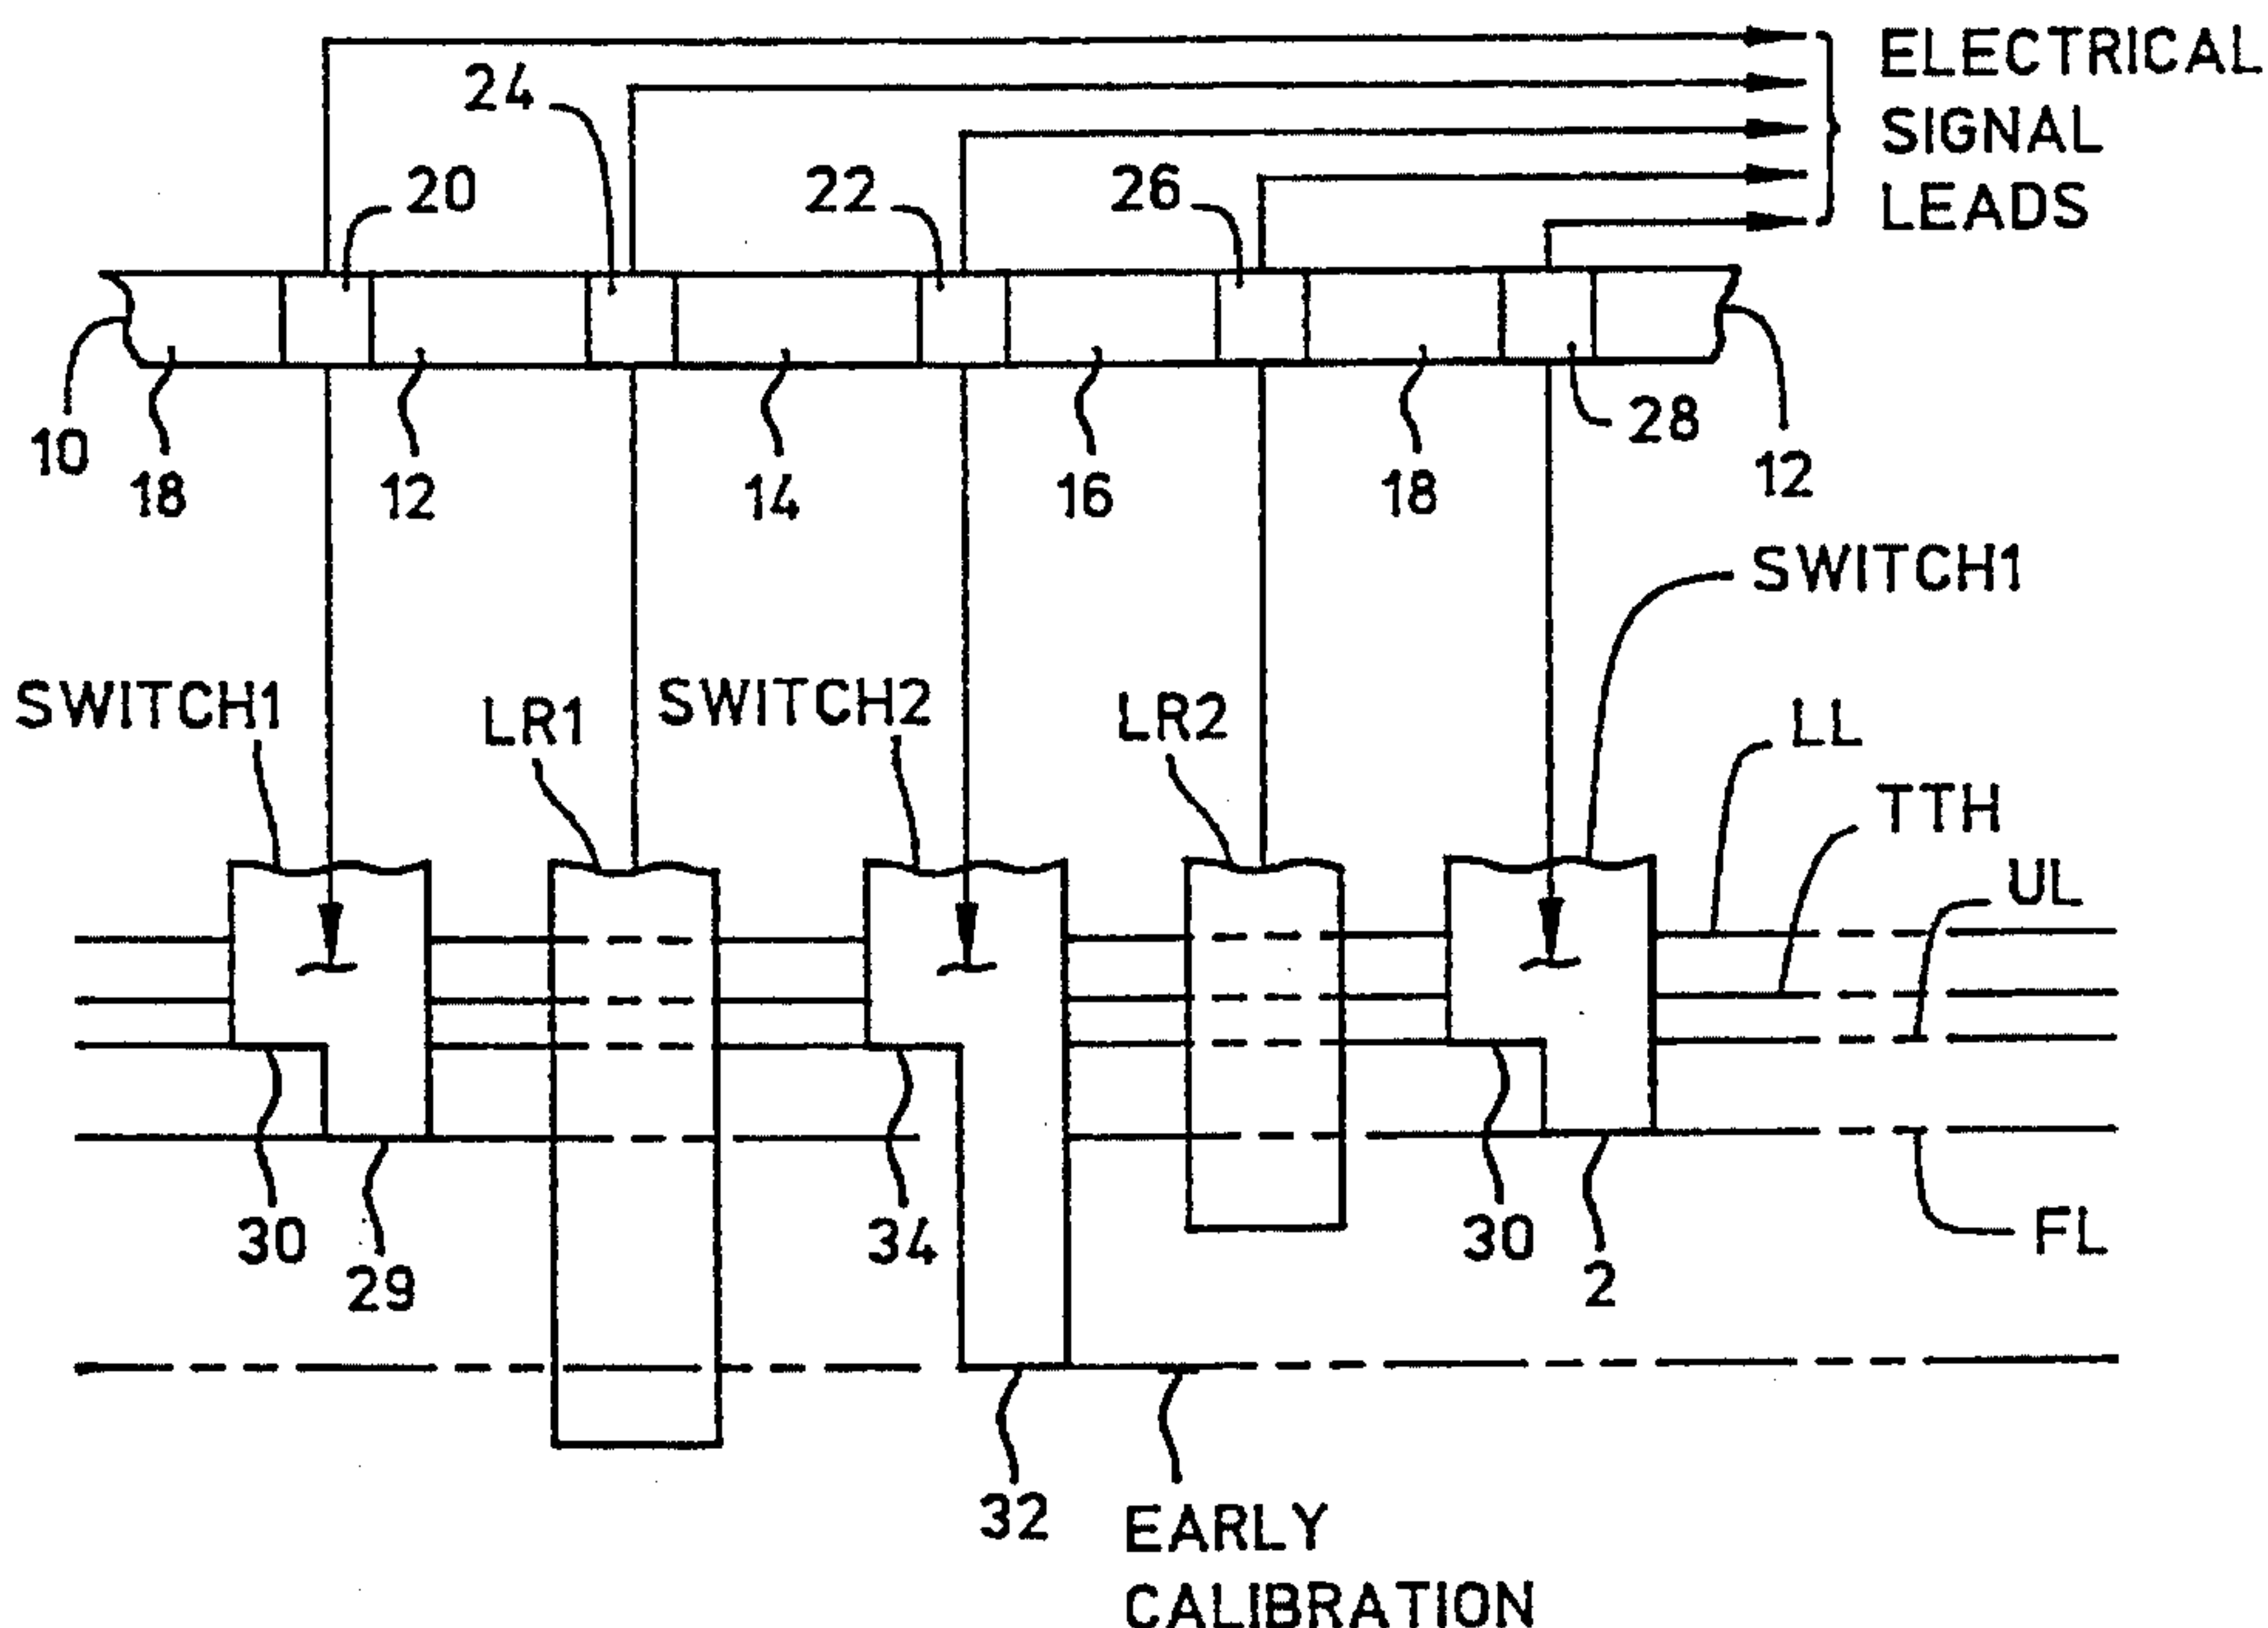 ELECTRICAL
SIGNAL
LEADS
24
20
22
26
10
18
12
14
16
18
28
12
SWITCH1
SWITCH1
LR1
SWITCH2
LR2
LL
TTH
UL
30
29
34
30
2
FL
32
EARLY
CALIBRATION